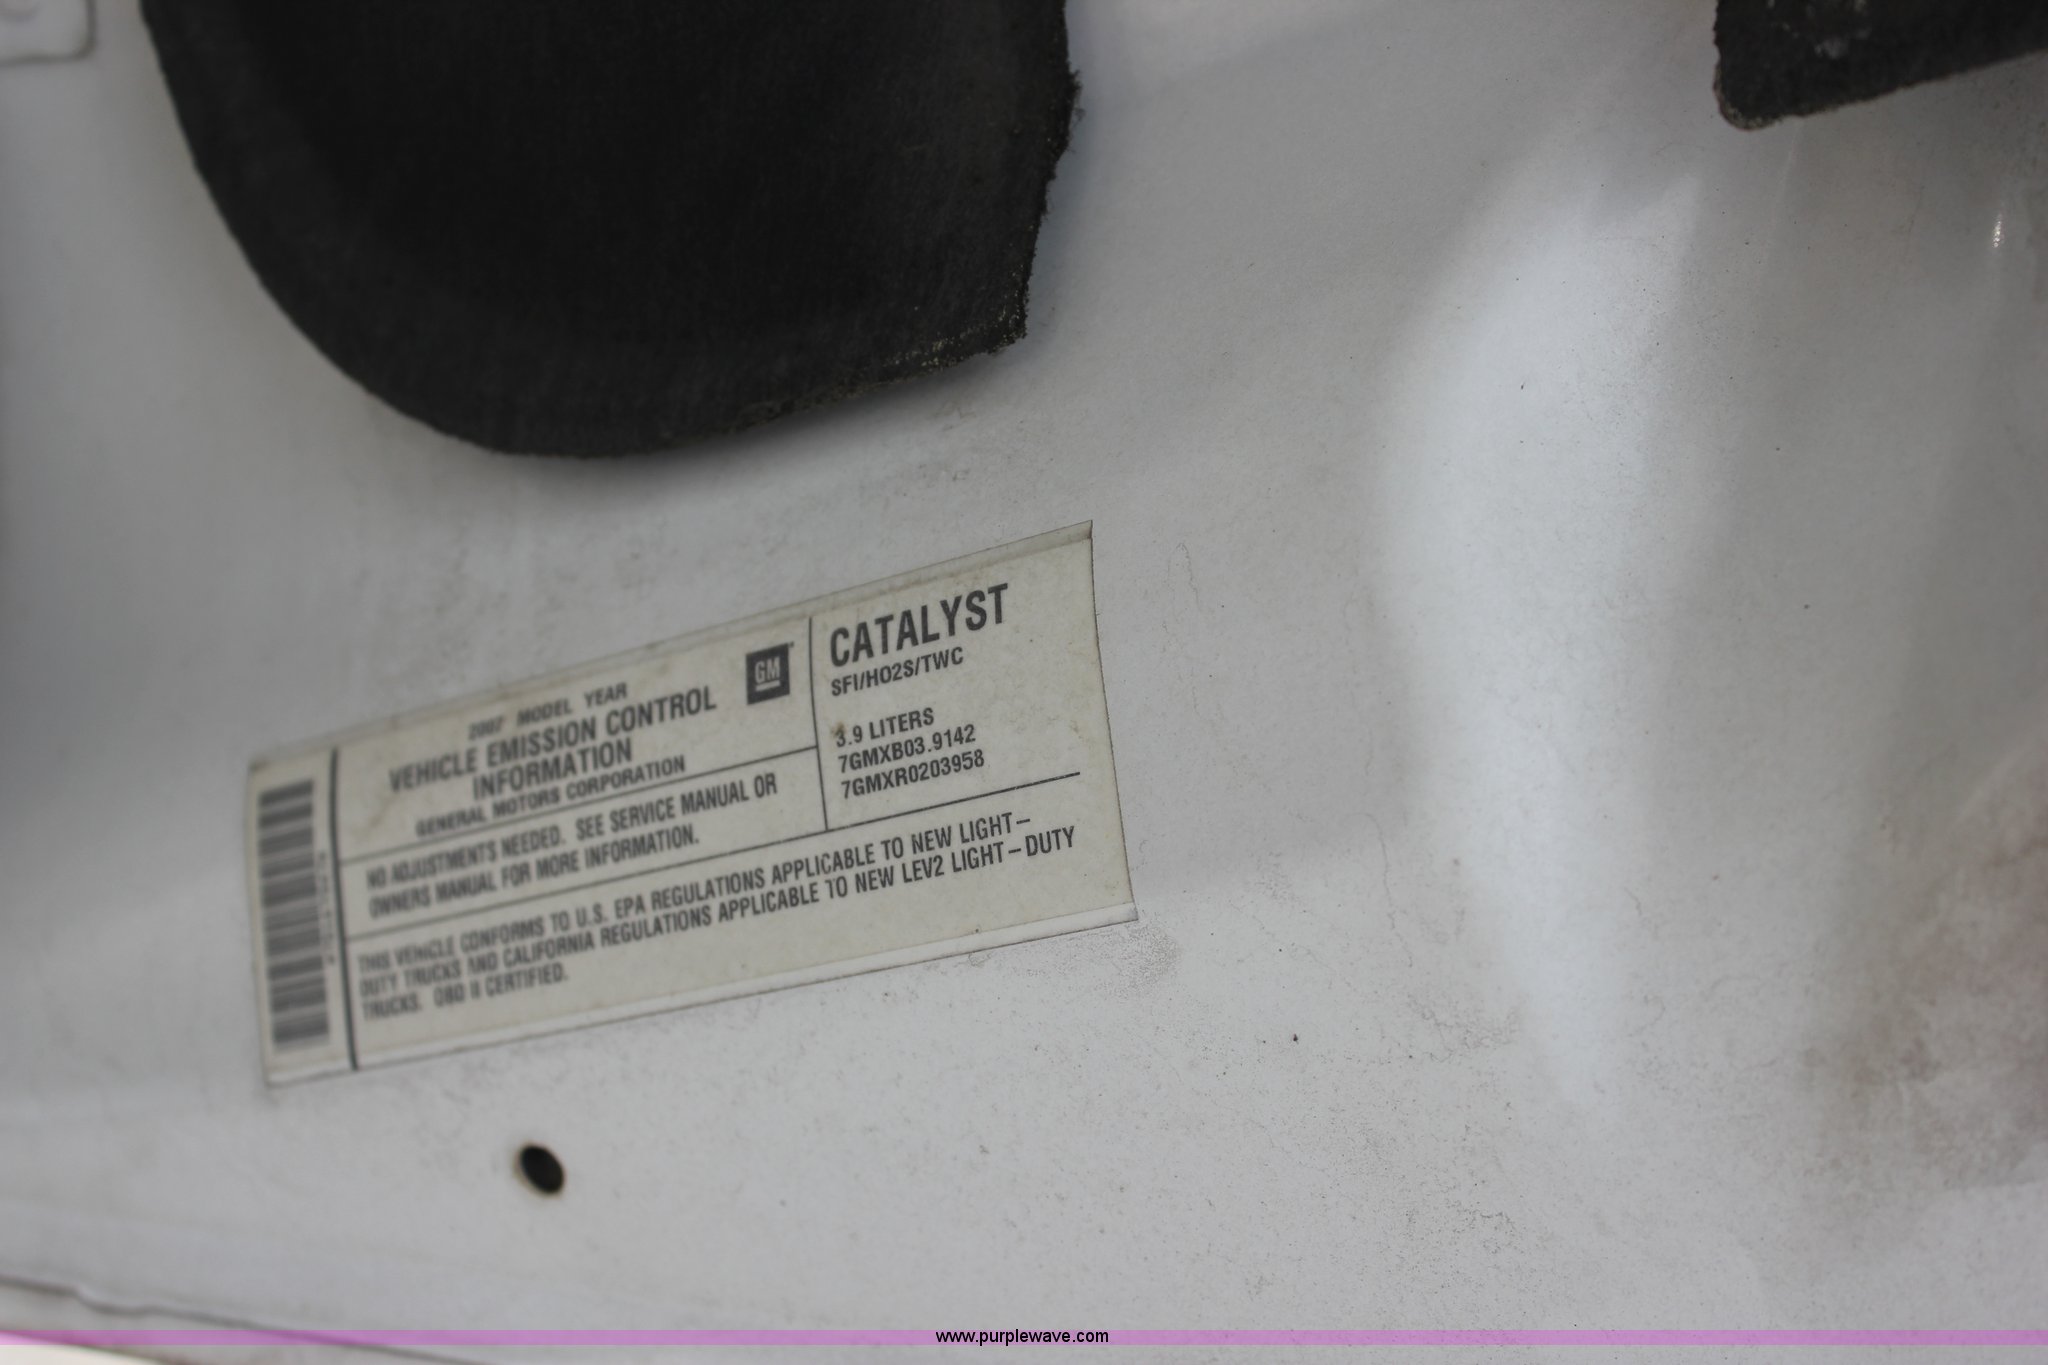 2007 MODEL YEAR
VEHICLE EMISSION CONTROL
INFORMATION
GENERAL MOTORS CORPORATION
GM
NO ADJUSTMENTS NEEDED. SEE SERVICE MANUAL OR
OWNERS MANUAL FOR MORE INFORMATION.
CATALYST
SFI/HO2S/TWC
3.9 LITERS
7GMXB03.9142
7GMXR0203958
THIS VEHICLE CONFORMS TO U.S. EPA REGULATIONS APPLICABLE TO NEW LIGHT-
DUTY TRUCKS AND CALIFORNIA REGULATIONS APPLICABLE TO NEW LEV2 LIGHT-DUTY
TRUCKS. OBD II CERTIFIED.
www.purplewave.com